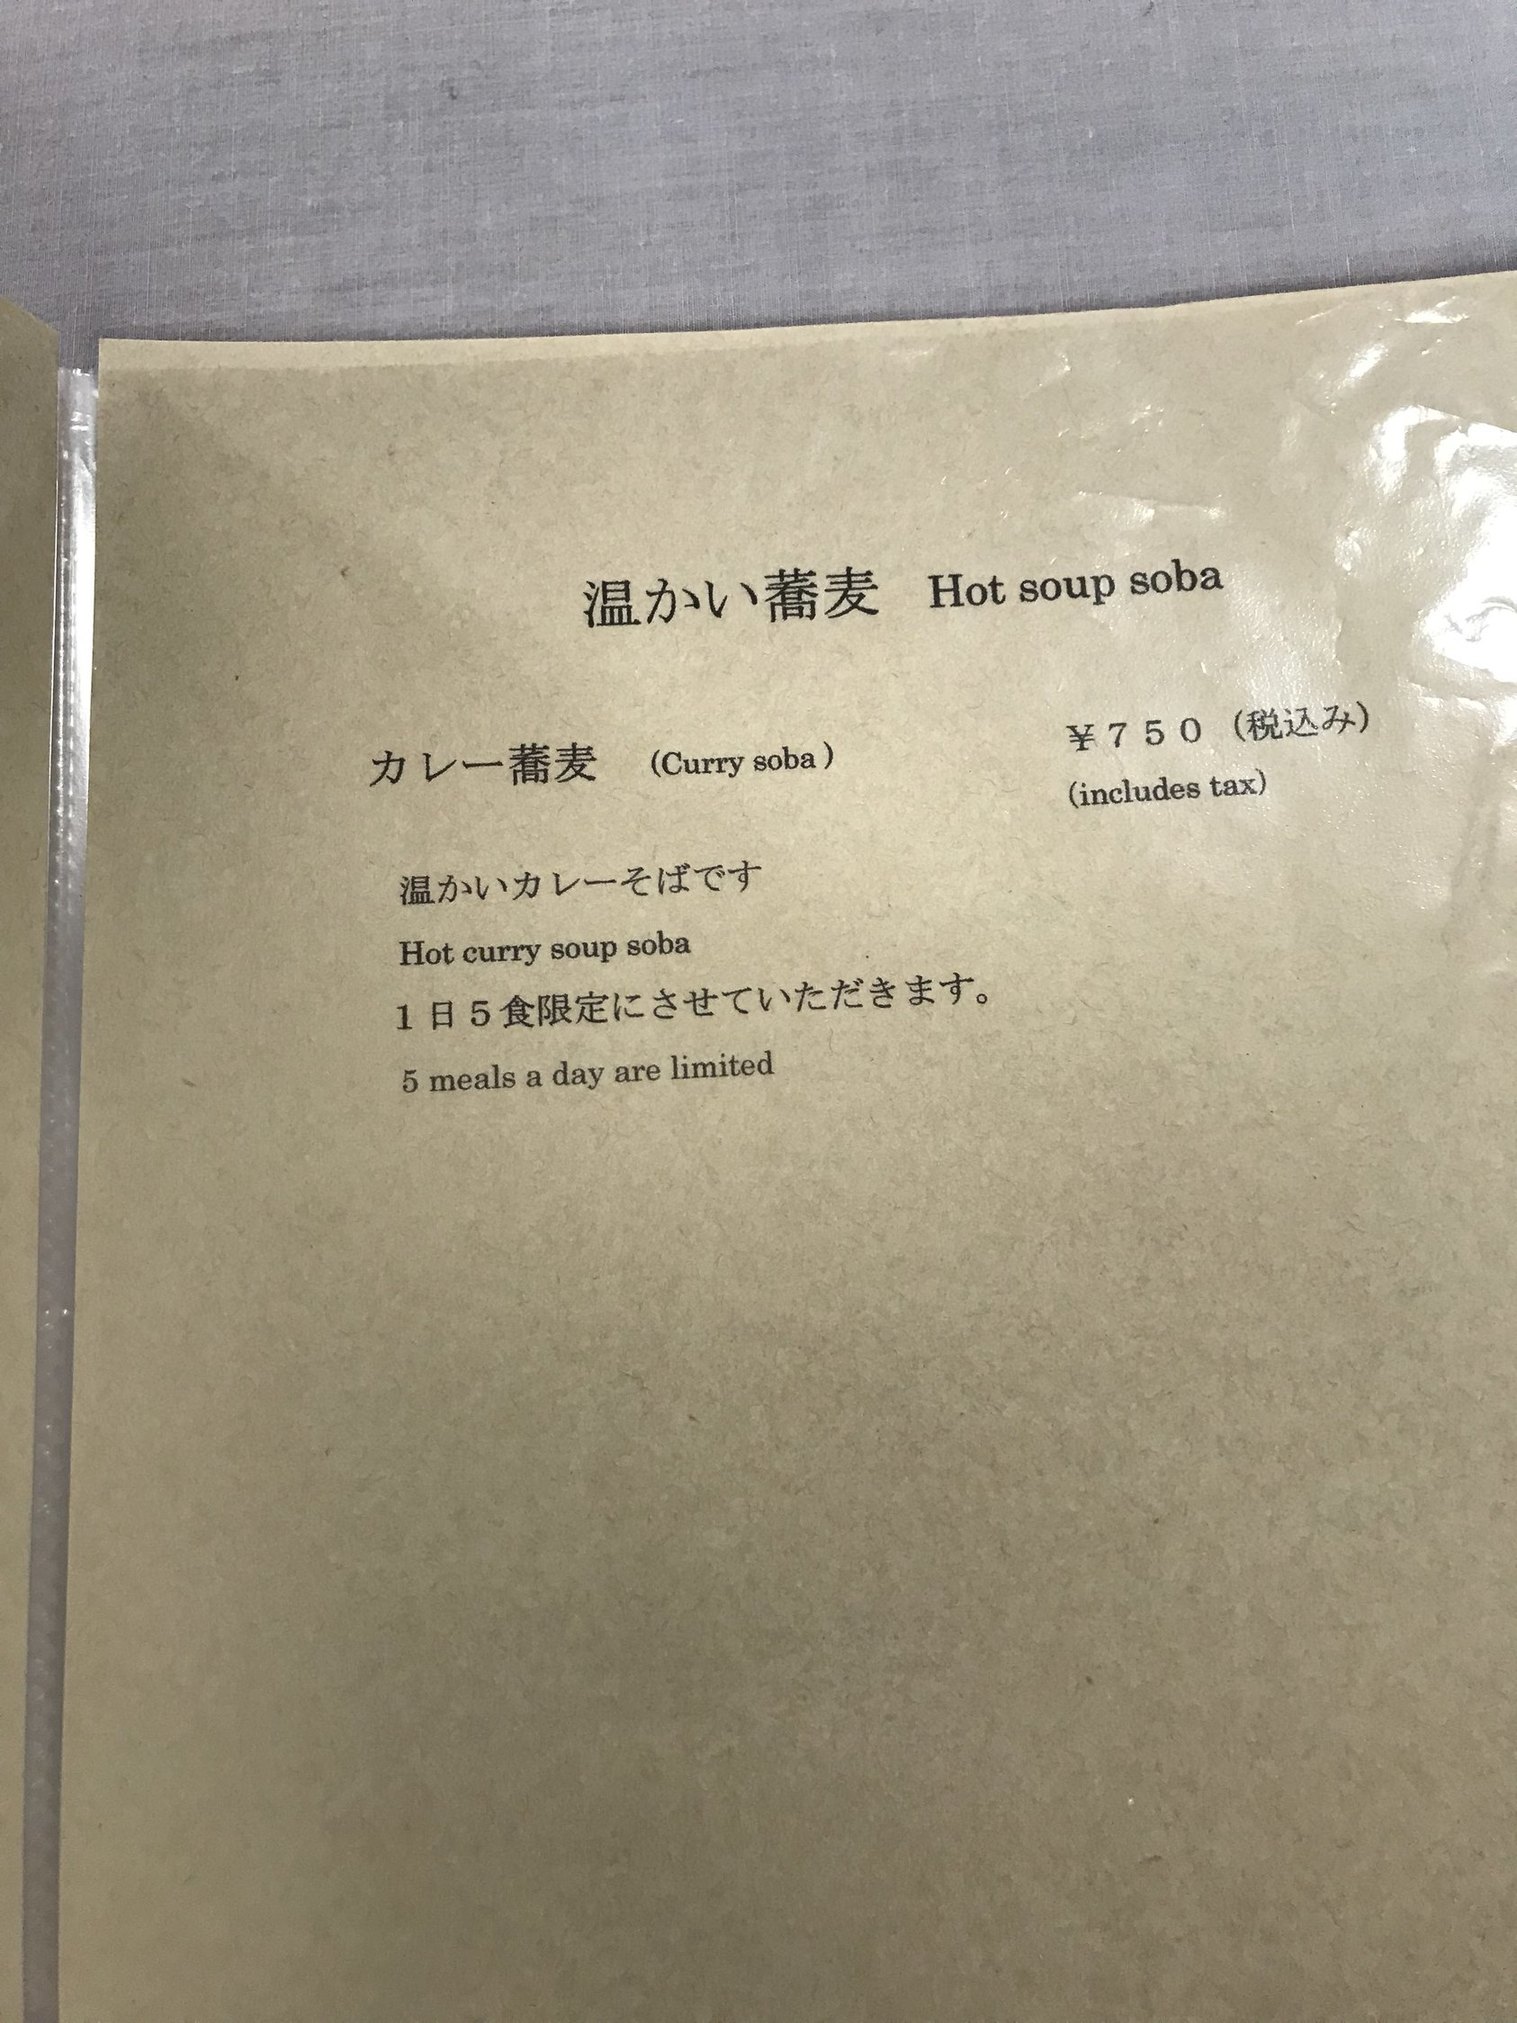 温かい蕎麦　Hot soup soba
カレー蕎麦　(Curry soba)　￥７５０（税込み）
(includes tax)
温かいカレーそばです
Hot curry soup soba
１日５食限定にさせていただきます。
5 meals a day are limited